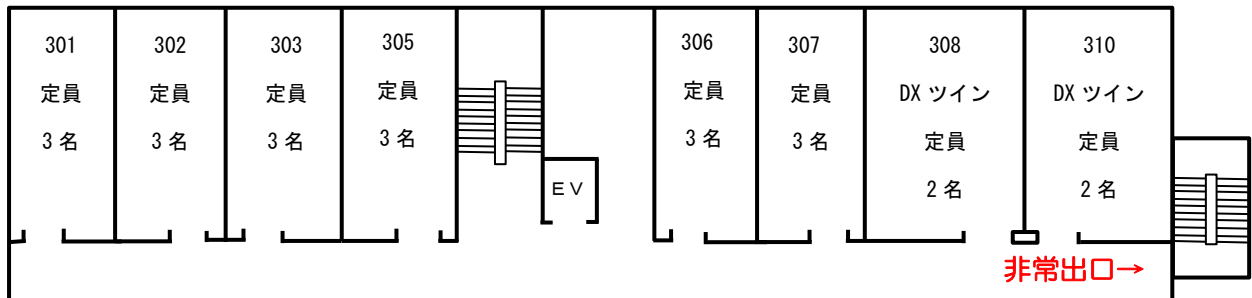 301
定員
3 名
302
定員
3 名
303
定員
3 名
305
定員
3 名
EV
306
定員
3 名
307
定員
3 名
308
DX ツイン
定員
2 名
310
DX ツイン
定員
2 名
非常出口→